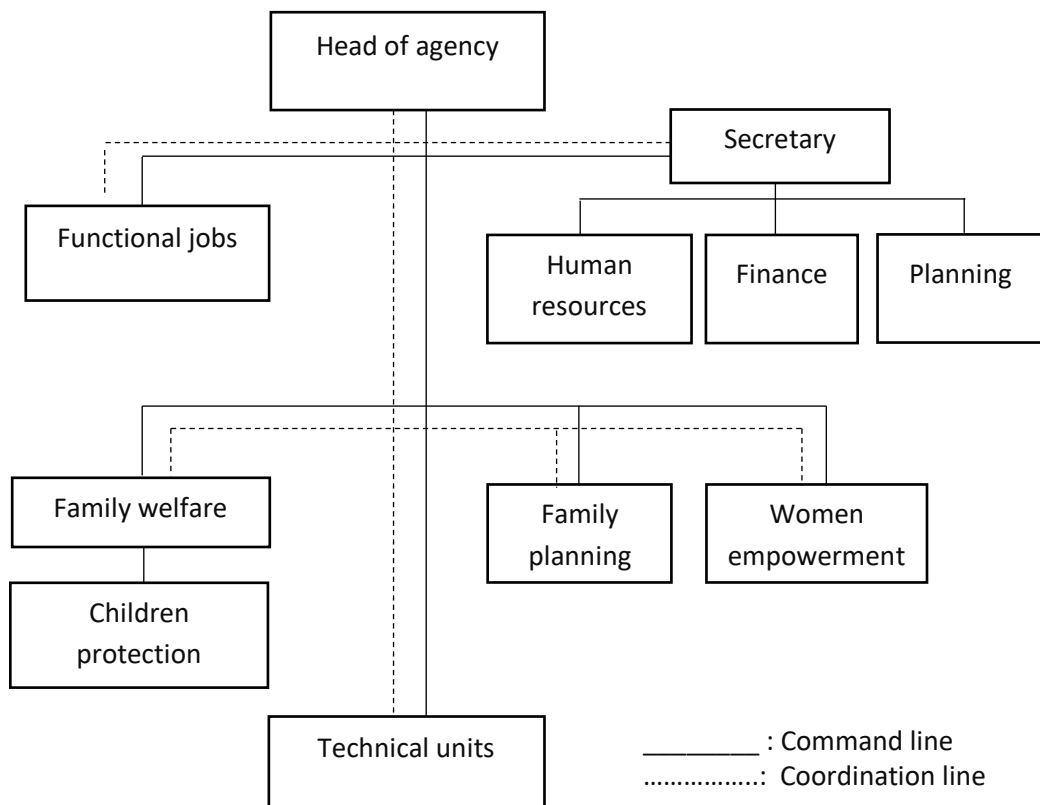 Head of agency
Secretary
Functional jobs
Human
resources
Finance
Planning
Family welfare
Family
planning
Women
empowerment
Children
protection
Technical units
_________ : Command line
……………..: Coordination line